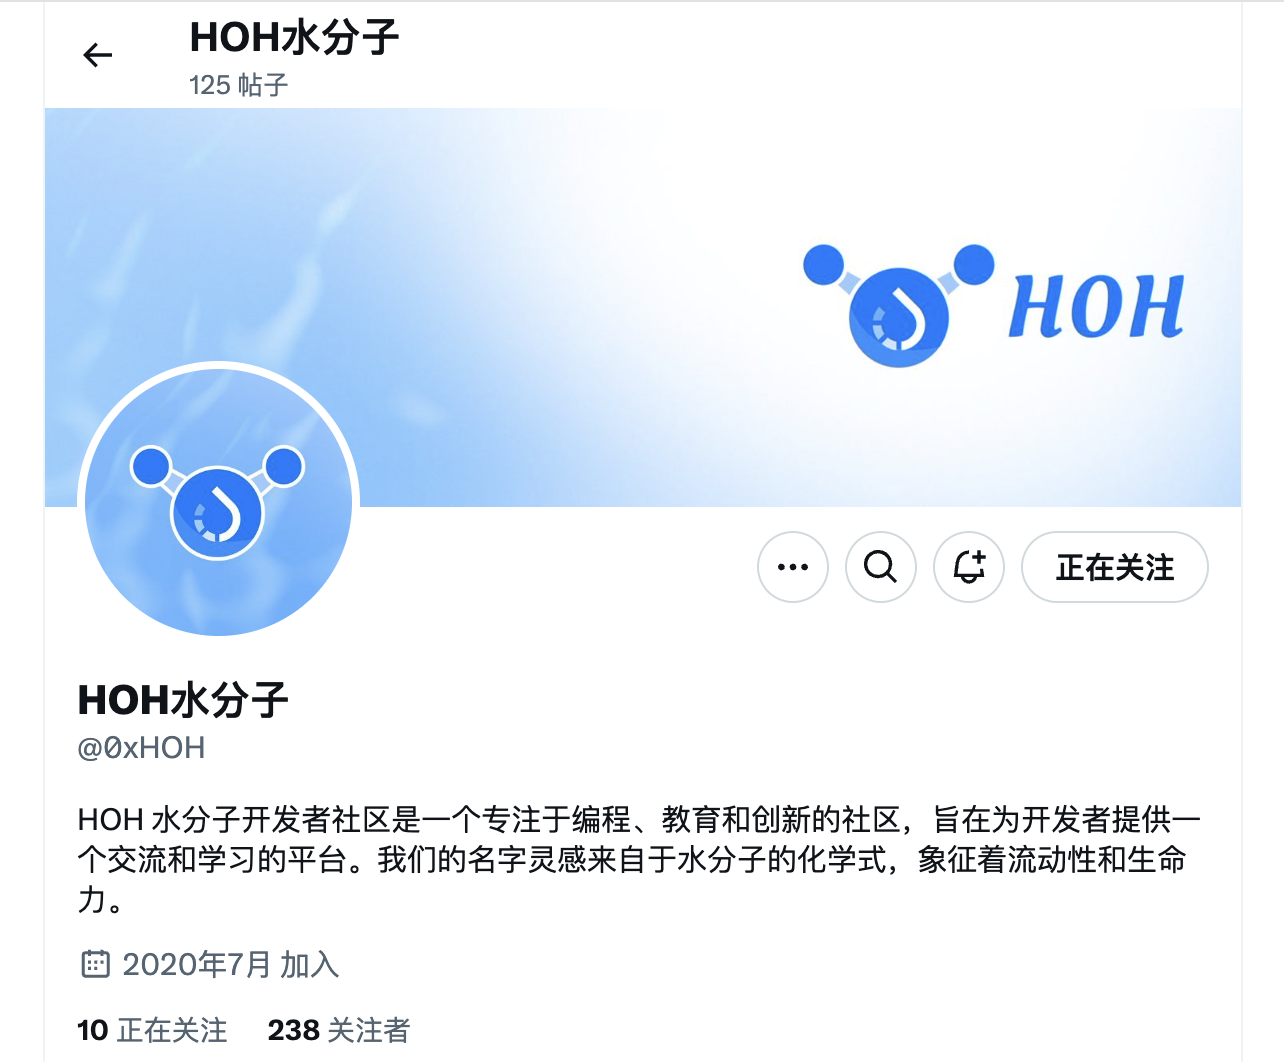 HOH水分子
125 帖子
HOH
正在关注
HOH水分子
@0xHOH
HOH 水分子开发者社区是一个专注于编程、教育和创新的社区，旨在为开发者提供一
个交流和学习的平台。我们的名字灵感来自于水分子的化学式，象征着流动性和生命
力。
2020年7月 加入
10 正在关注 238 关注者